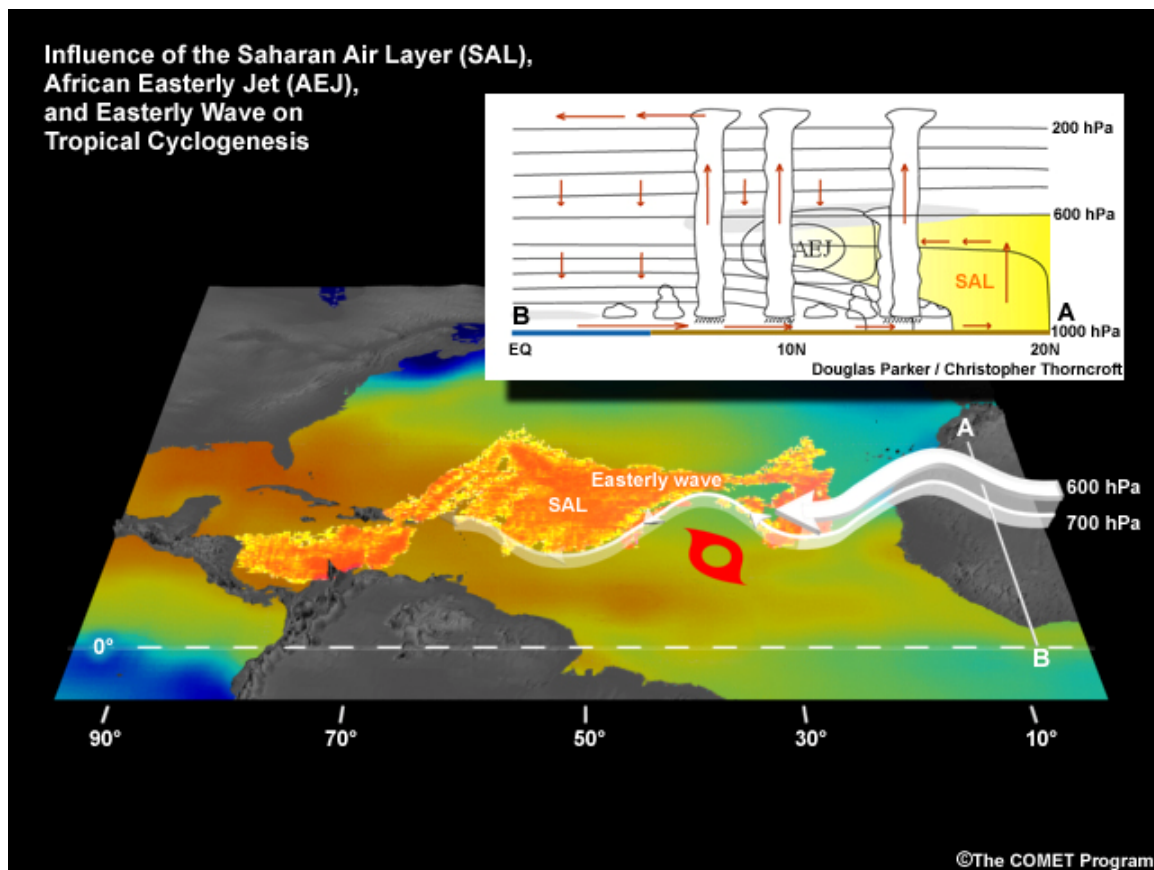 Influence of the Saharan Air Layer (SAL),
African Easterly Jet (AEJ),
and Easterly Wave on
Tropical Cyclogenesis
200 hPa
600 hPa
AEJ
SAL
B
A
1000 hPa
EQ
10N
20N
Douglas Parker / Christopher Thorncroft
A
Easterly wave
SAL
600 hPa
700 hPa
0°
B
90°
70°
50°
30°
10°
©The COMET Program